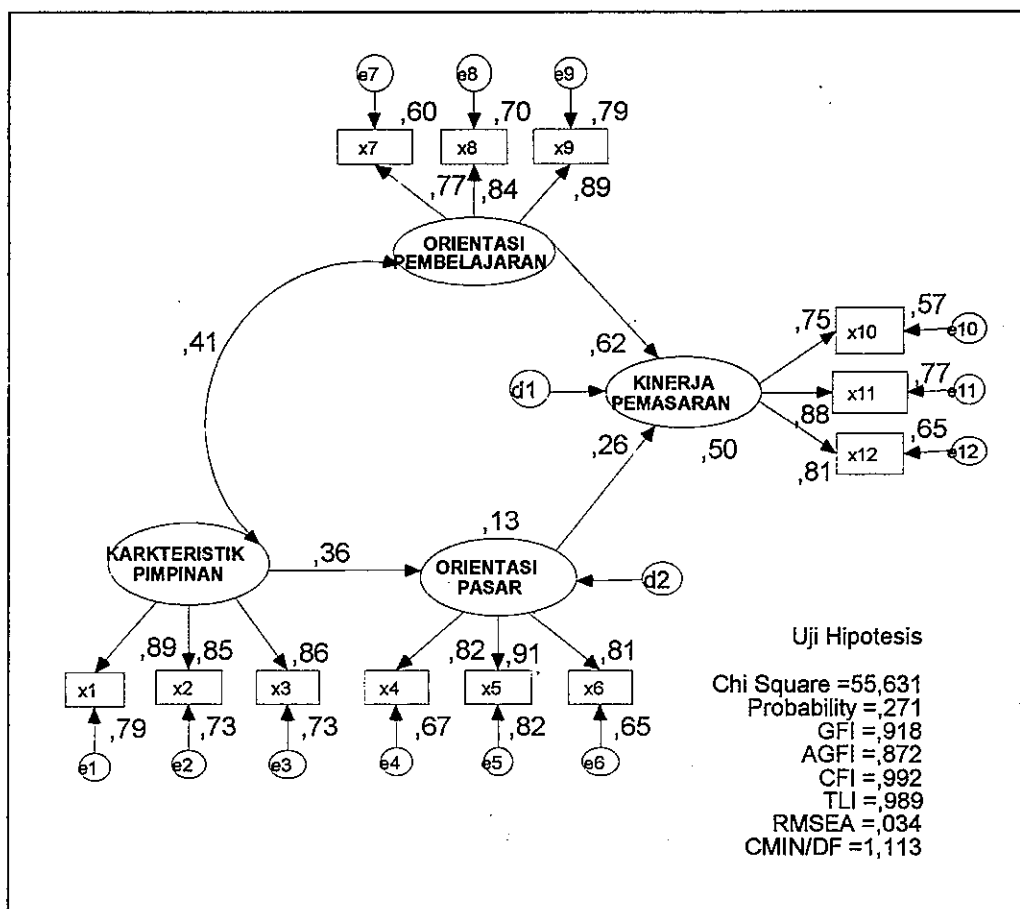 e7 e8 e9
,60 ,70 ,79
x7 x8 x9
,77 ,84 ,89
ORIENTASI
PEMBELAJARAN
,41
,62
,75 x10 ,57 e10
d1
KINERJA
PEMASARAN
x11 ,77 e11
,88
,26
,50
,81 x12 ,65 e12
KARKTERISTIK
PIMPINAN
,36
,13
ORIENTASI
PASAR
d2
,89 ,85 ,86 ,82 ,91 ,81
x1 x2 x3 x4 x5 x6
,79 ,73 ,73 ,67 ,82 ,65
e1 e2 e3 e4 e5 e6
Uji Hipotesis
Chi Square =55,631
Probability =,271
GFI =,918
AGFI =,872
CFI =,992
TLI =,989
RMSEA =,034
CMIN/DF =1,113